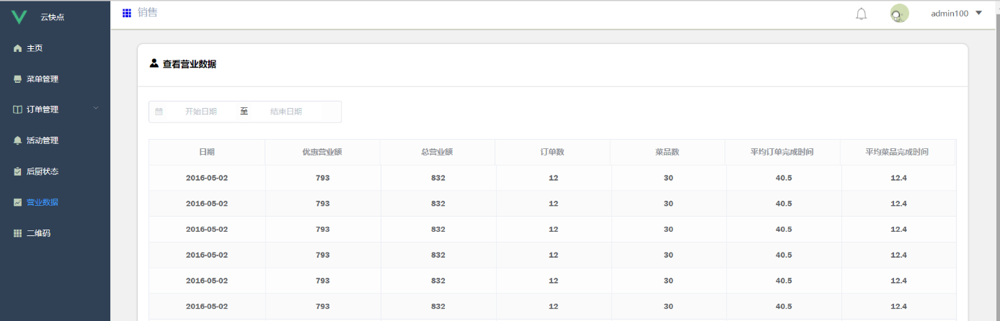 云快点
销售
admin100
主页
菜单管理
订单管理
活动管理
后厨状态
营业数据
二维码
查看营业数据
开始日期 至 结束日期
日期 优惠营业额 总营业额 订单数 菜品数 平均订单完成时间 平均菜品完成时间
2016-05-02 793 832 12 30 40.5 12.4
2016-05-02 793 832 12 30 40.5 12.4
2016-05-02 793 832 12 30 40.5 12.4
2016-05-02 793 832 12 30 40.5 12.4
2016-05-02 793 832 12 30 40.5 12.4
2016-05-02 793 832 12 30 40.5 12.4